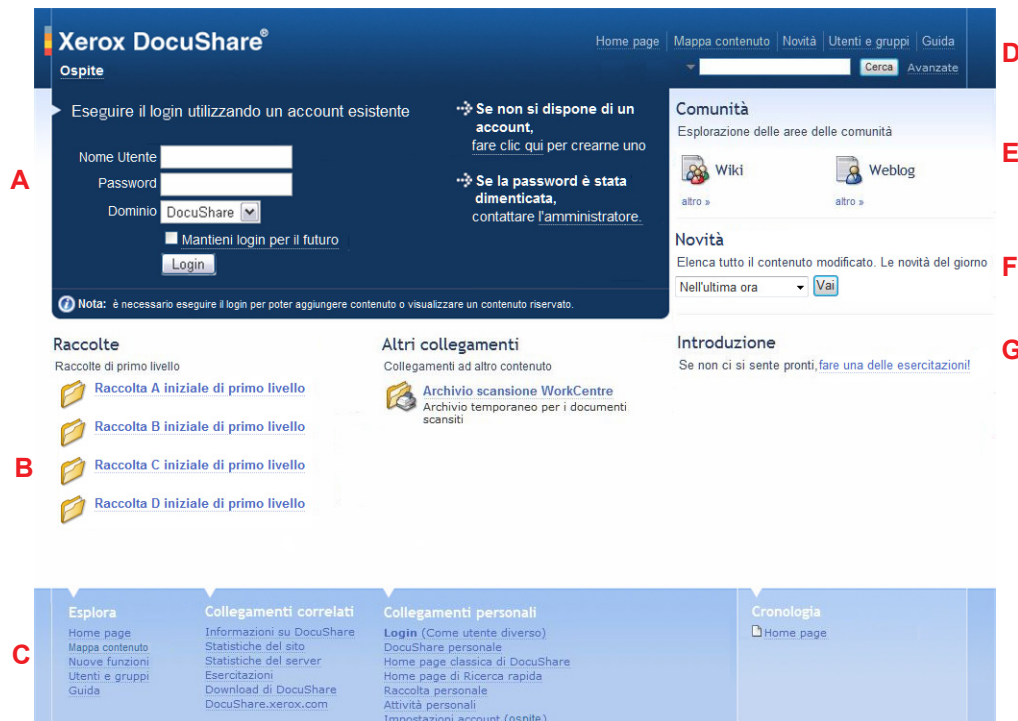 Xerox DocuShare®
Home page Mappa contenuto Novità Utenti e gruppi Guida
D
Ospite
Cerca Avanzate
Eseguire il login utilizzando un account esistente
Nome Utente
Password
Dominio DocuShare
Mantieni login per il futuro
Login
A
Se non si dispone di un
account,
fare clic qui per crearne uno
Se la password è stata
dimenticata,
contattare l'amministratore.
Nota: è necessario eseguire il login per poter aggiungere contenuto o visualizzare un contenuto riservato.
Comunità
Esplorazione delle aree delle comunità
E
Wiki Weblog
altro » altro »
Novità
Elenca tutto il contenuto modificato. Le novità del giorno
F
Nell'ultima ora Vai
Raccolte
Raccolte di primo livello
Raccolta A iniziale di primo livello
Raccolta B iniziale di primo livello
Raccolta C iniziale di primo livello
B
Raccolta D iniziale di primo livello
Altri collegamenti
Collegamenti ad altro contenuto
Archivio scansione WorkCentre
Archivio temporaneo per i documenti
scansiti
Introduzione
G
Se non ci si sente pronti,fare una delle esercitazioni!
Esplora
Home page
Mappa contenuto
Nuove funzioni
Utenti e gruppi
Guida
C
Collegamenti correlati
Informazioni su DocuShare
Statistiche del sito
Statistiche del server
Esercitazioni
Download di DocuShare
DocuShare.xerox.com
Collegamenti personali
Login (Come utente diverso)
DocuShare personale
Home page classica di DocuShare
Home page di Ricerca rapida
Raccolta personale
Attività personali
Impostazioni account (ospite)
Cronologia
Home page